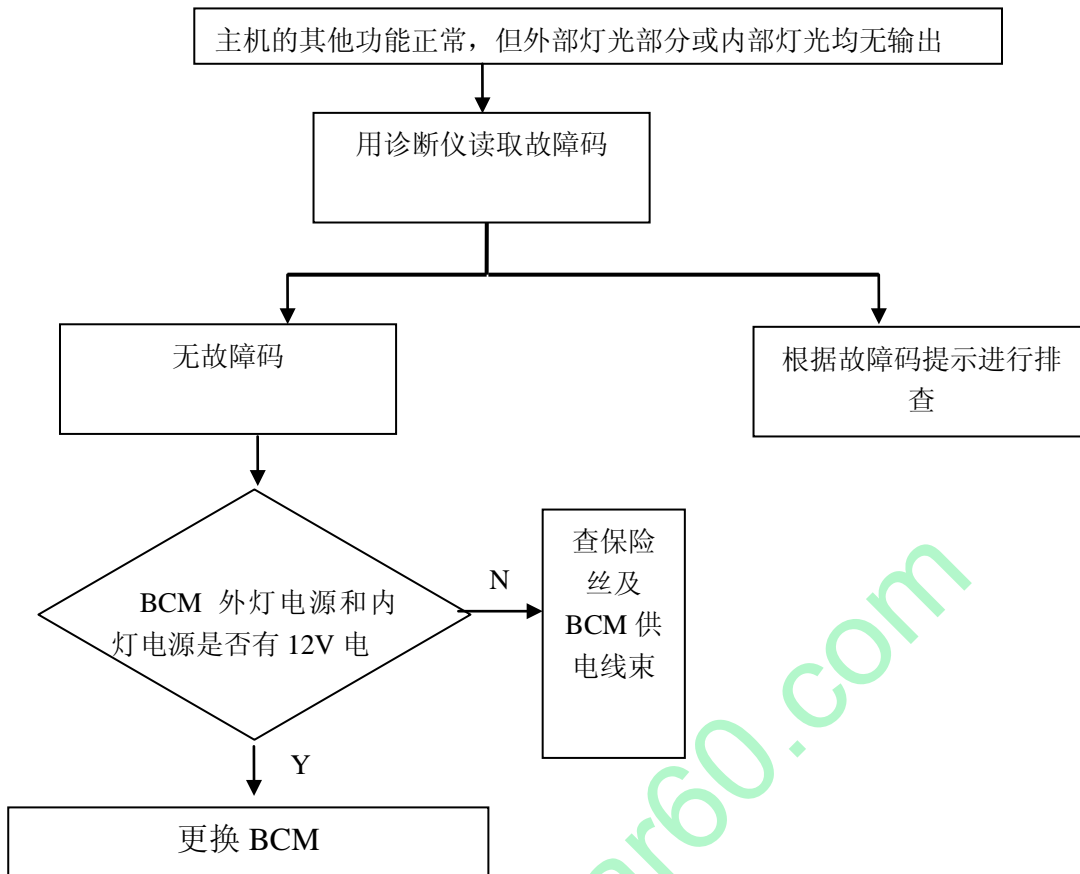 主机的其他功能正常，但外部灯光部分或内部灯光均无输出
用诊断仪读取故障码
无故障码
根据故障码提示进行排
查
BCM 外灯电源和内
灯电源是否有 12V 电
N
查保险
丝及
BCM 供
电线束
Y
更换 BCM
ar60.com